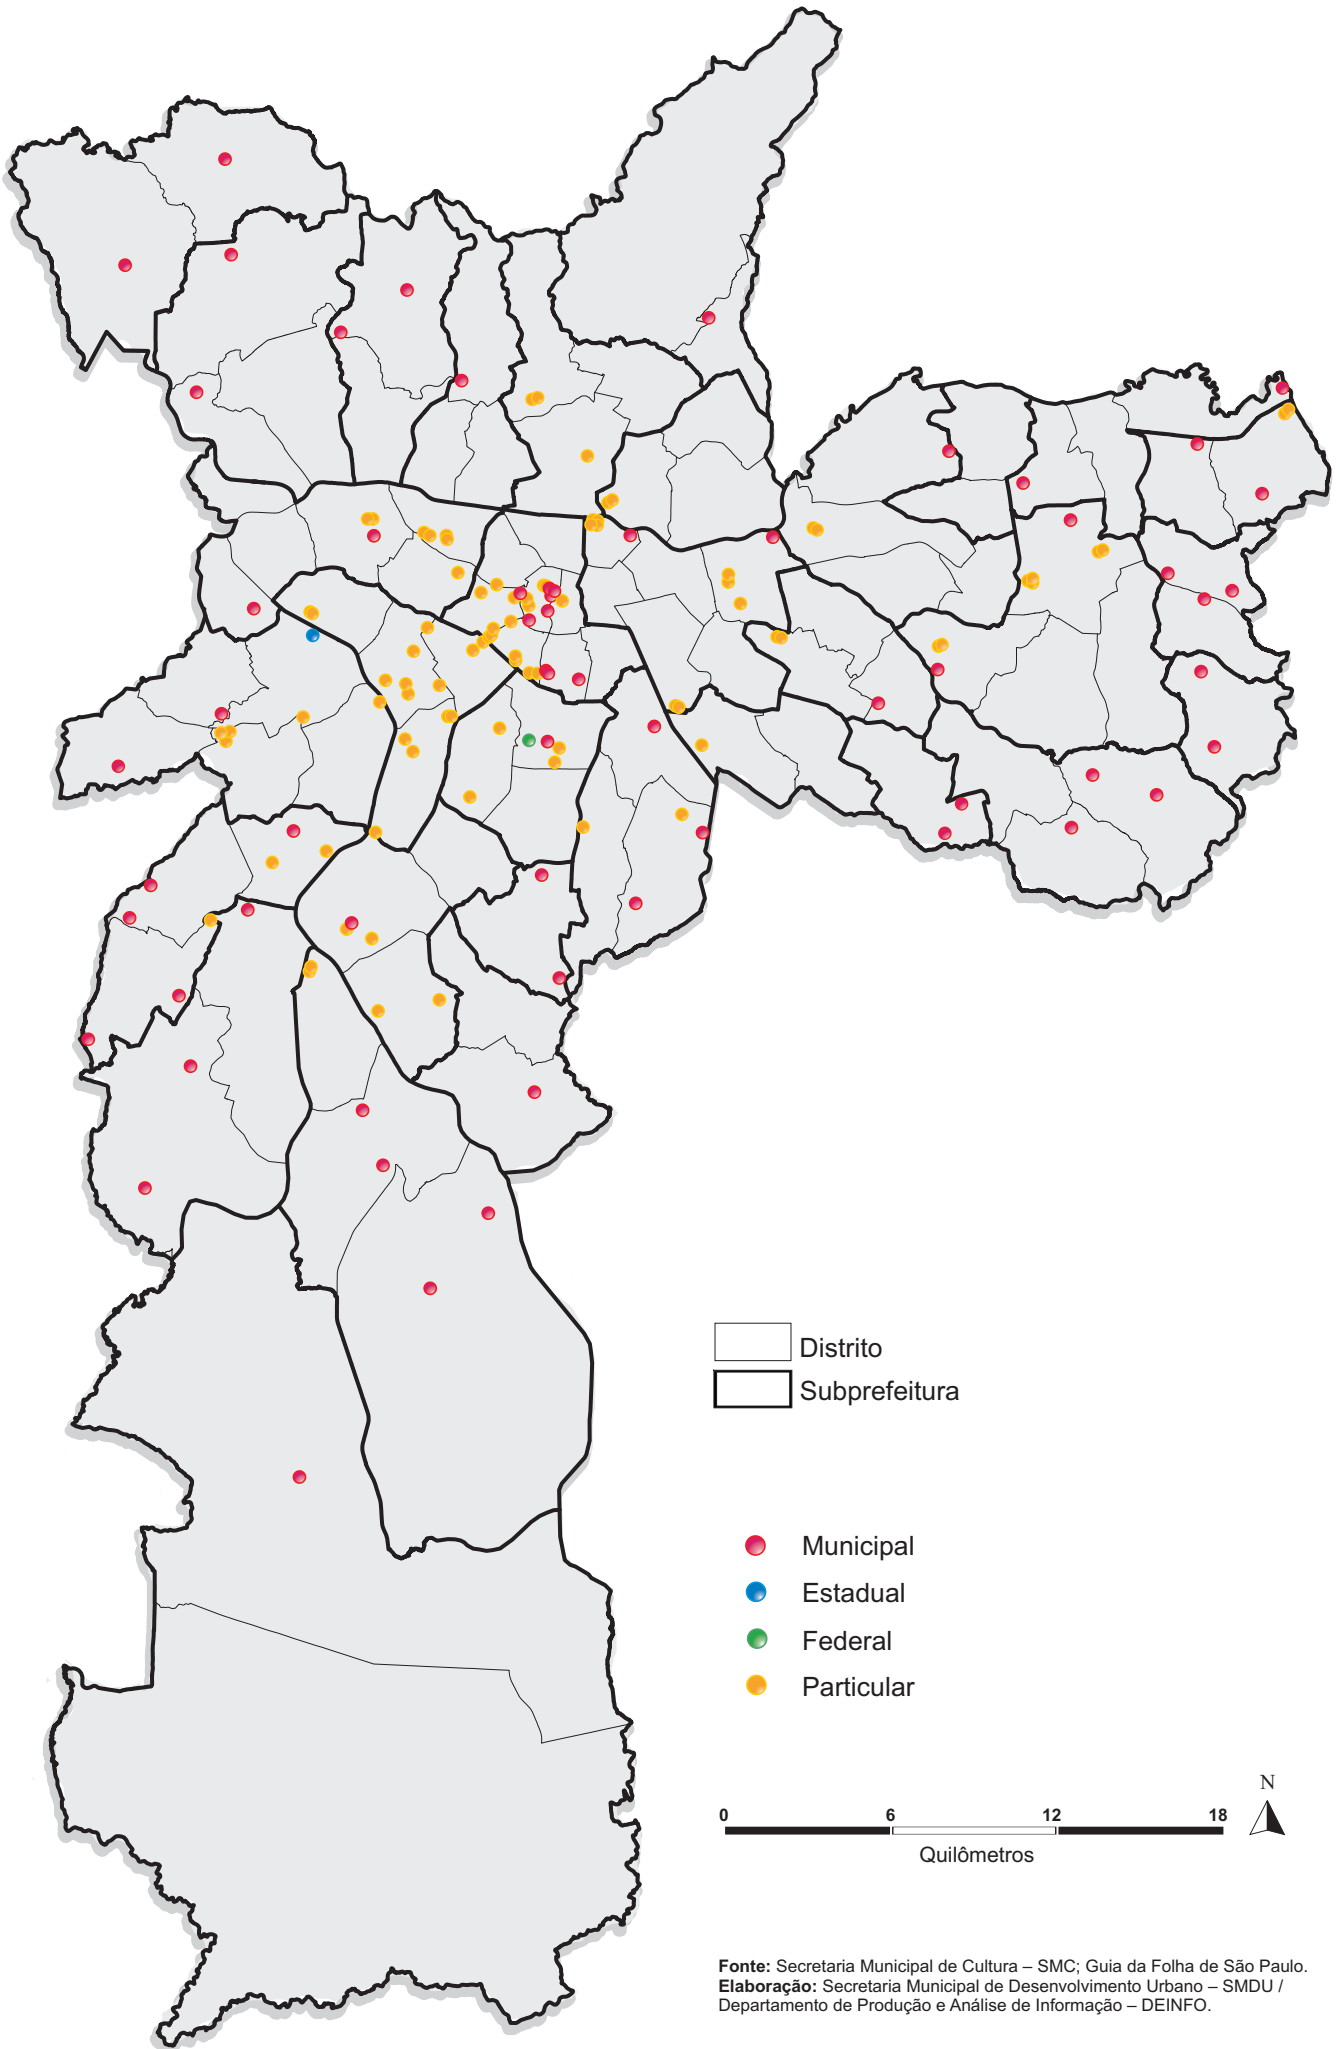 Distrito
Subprefeitura
Municipal
Estadual
Federal
Particular
N
0 6 12 18
Quilômetros
Fonte: Secretaria Municipal de Cultura – SMC; Guia da Folha de São Paulo.
Elaboração: Secretaria Municipal de Desenvolvimento Urbano – SMDU /
Departamento de Produção e Análise de Informação – DEINFO.